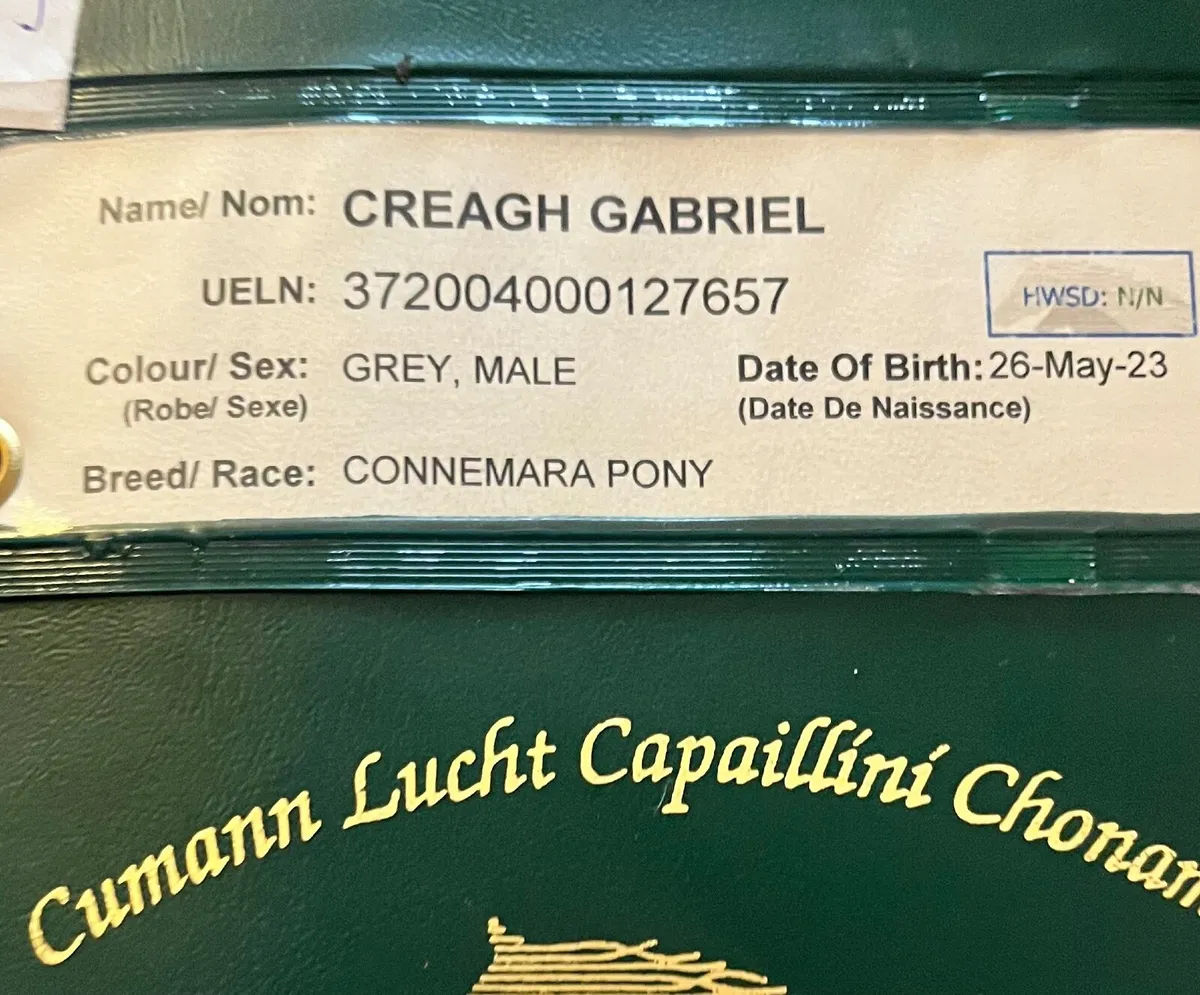 Name/ Nom: CREAGH GABRIEL
UELN: 372004000127657
HWSD: N/N
Colour/ Sex: GREY, MALE Date Of Birth: 26-May-23
(Robe/ Sexe) (Date De Naissance)
Breed/ Race: CONNEMARA PONY
Cumann Lucht Capaillíní Chonam